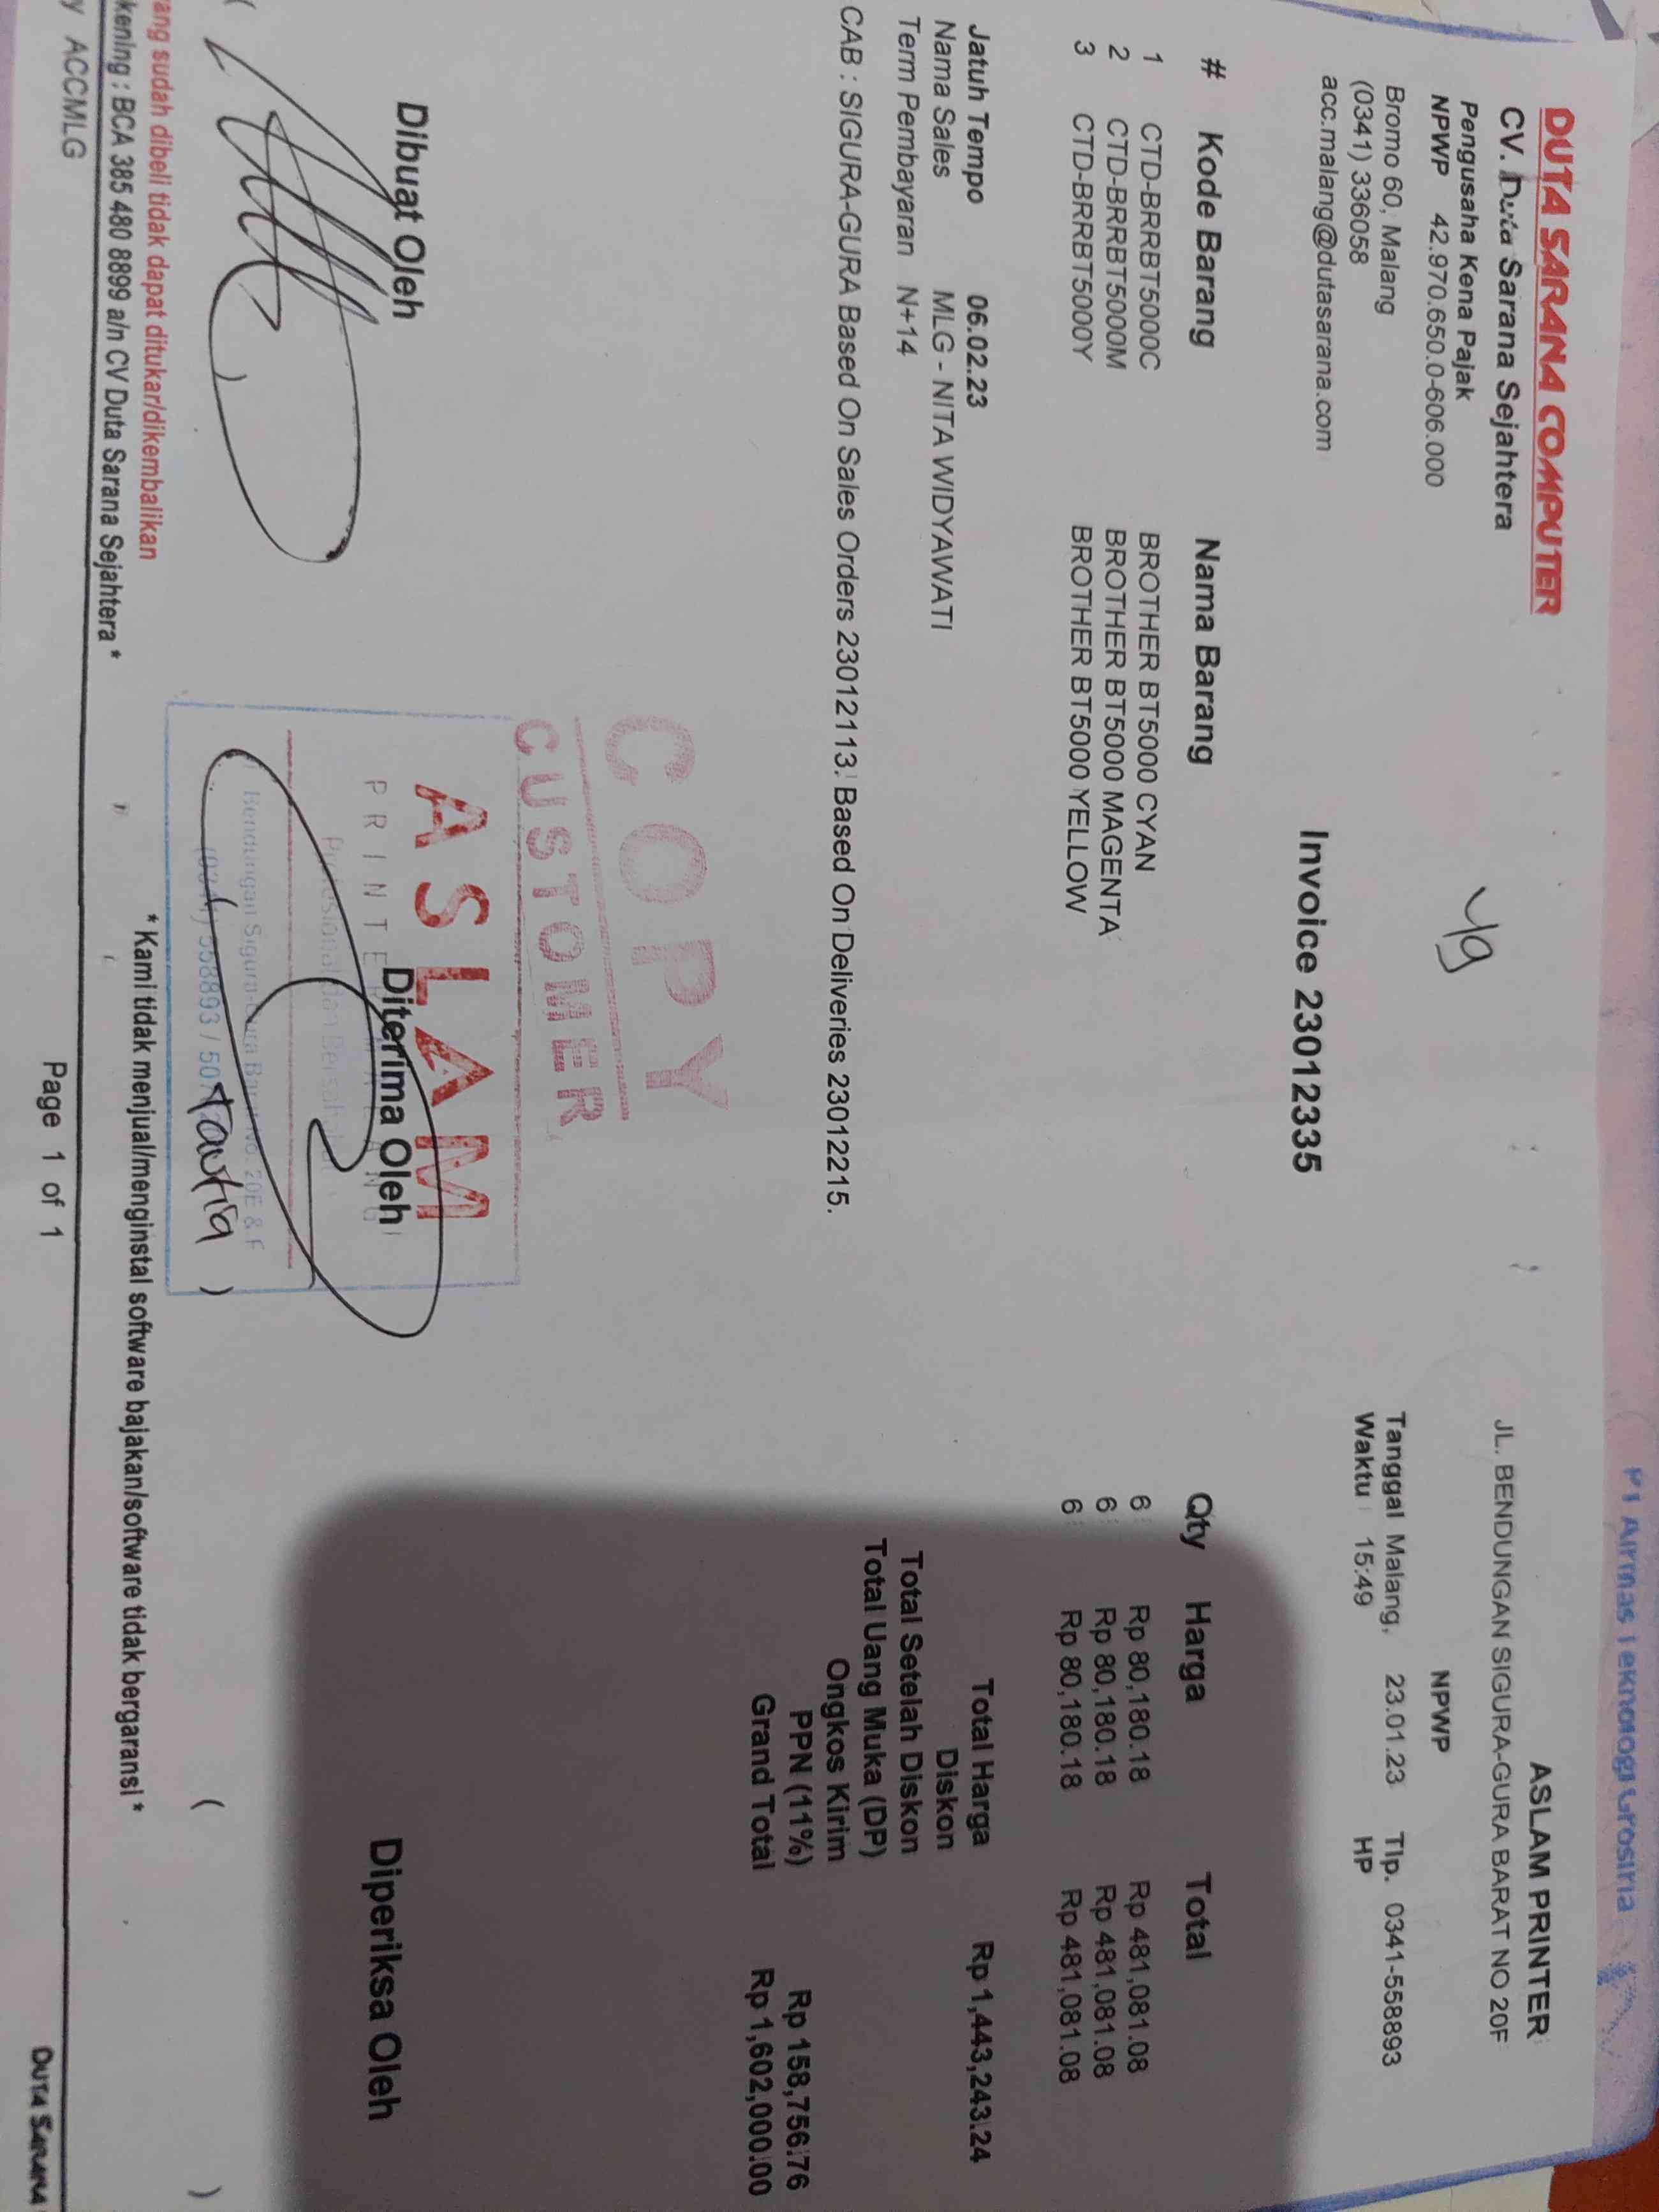 DUTA SARANA COMPUTER
CV. Duta Sarana Sejahtera
Pengusaha Kena Pajak
NPWP 42.970.650.0-606.000
Bromo 60, Malang
(0341) 336058
acc.malang@dutasarana.com
PT Airmas Teknologi
ASLAM PRINTER
JL. BENDUNGAN SIGURA-GURA BARAT NO 20F
NPWP
Tanggal Malang, 23.01.23 Tlp. 0341-558893
Waktu 15:49 HP
Invoice 23012335
# Kode Barang Nama Barang Qty Harga Total
1 CTD-BRRBT5000C BROTHER BT5000 CYAN 6 Rp 80,180.18 Rp 481,081.08
2 CTD-BRRBT5000M BROTHER BT5000 MAGENTA 6 Rp 80,180.18 Rp 481,081.08
3 CTD-BRRBT5000Y BROTHER BT5000 YELLOW 6 Rp 80,180.18 Rp 481,081.08
Jatuh Tempo 06.02.23
Nama Sales MLG - NITA WIDYAWATI
Term Pembayaran N+14
CAB : SIGURA-GURA Based On Sales Orders 23012113. Based On Deliveries 23012215.
Total Harga Rp 1,443,243.24
Diskon
Total Setelah Diskon
Total Uang Muka (DP)
Ongkos Kirim
PPN (11%) Rp 158,756.76
Grand Total Rp 1,602,000.00
COPY
CUSTOMER
ASLAM
Dibuat Oleh Diterima Oleh Diperiksa Oleh
( ) ) ( )
ang sudah dibeli tidak dapat ditukar/dikembalikan
kening : BCA 385 480 8899 a/n CV Duta Sarana Sejahtera *
* Kami tidak menjual/menginstal software bajakan/software tidak bergaransi *
y ACCMLG Page 1 of 1 DUTA SARANA